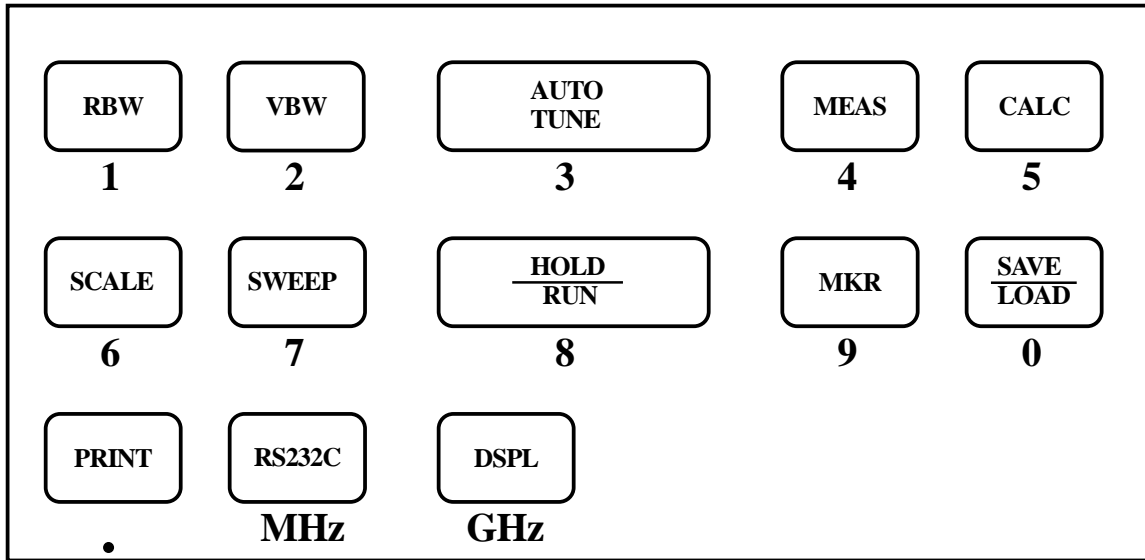 RBW VBW AUTO TUNE MEAS CALC
1 2 3 4 5
SCALE SWEEP HOLD RUN MKR SAVE LOAD
6 7 8 9 0
PRINT RS232C DSPL
. MHz GHz